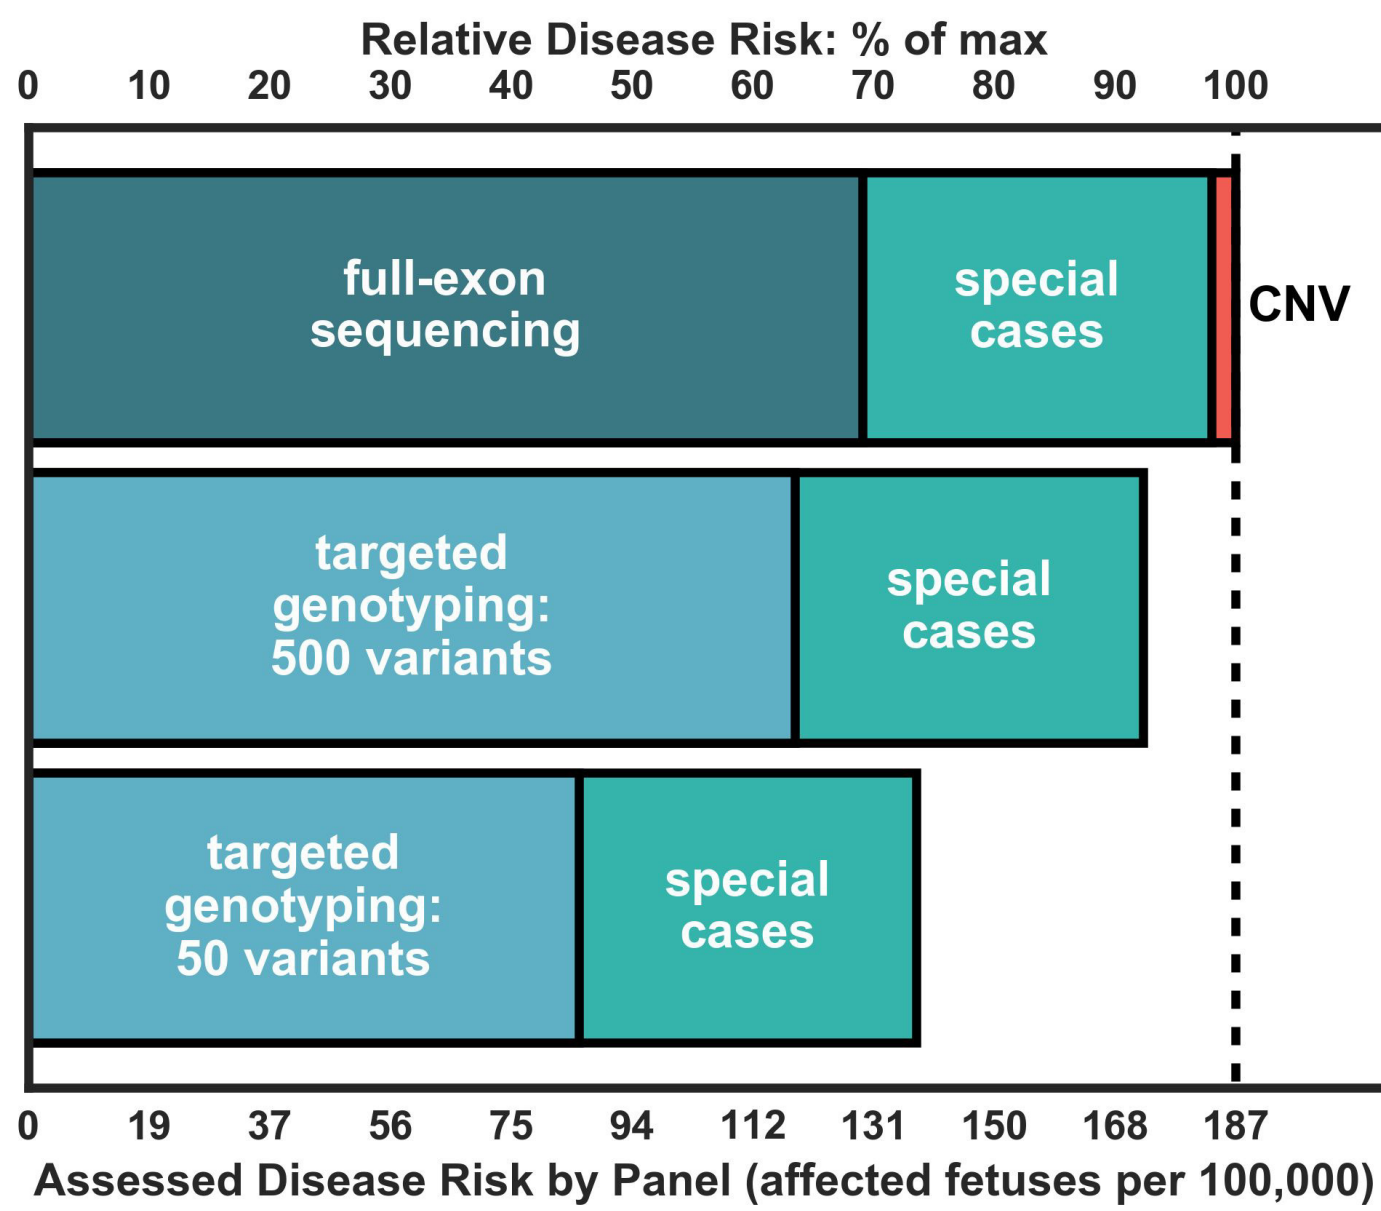 Relative Disease Risk: % of max
0 10 20 30 40 50 60 70 80 90 100
full-exon
sequencing
special
cases
CNV
targeted
genotyping:
500 variants
special
cases
targeted
genotyping:
50 variants
special
cases
0 19 37 56 75 94 112 131 150 168 187
Assessed Disease Risk by Panel (affected fetuses per 100,000)